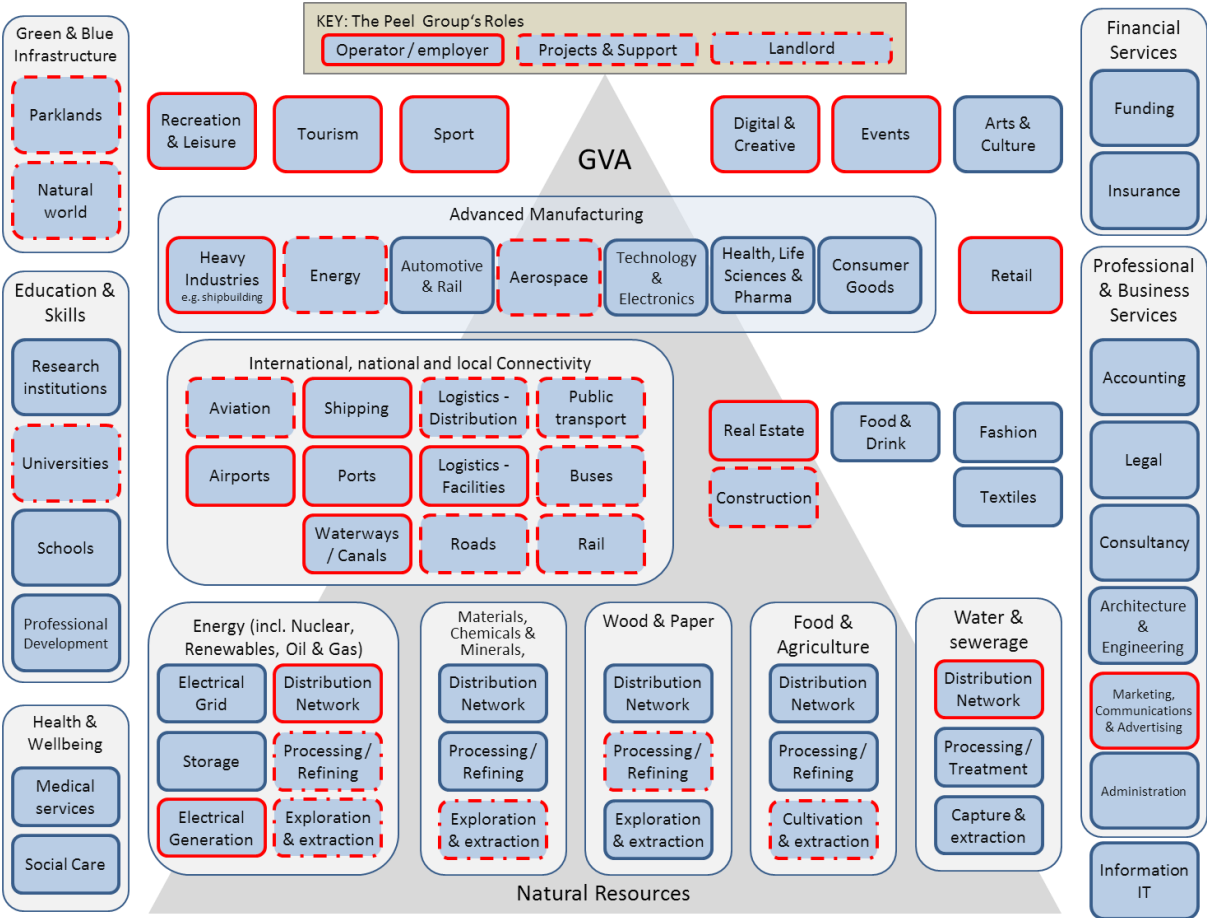 KEY: The Peel Group's Roles
Operator / employer
Projects & Support
Landlord
Green & Blue
Infrastructure
Parklands
Natural
world
Education &
Skills
Research
institutions
Universities
Schools
Professional
Development
Health &
Wellbeing
Medical
services
Social Care
Recreation
& Leisure
Tourism
Sport
GVA
Digital &
Creative
Events
Arts &
Culture
Advanced Manufacturing
Heavy
Industries
e.g. shipbuilding
Energy
Automotive
& Rail
Aerospace
Technology
&
Electronics
Health, Life
Sciences &
Pharma
Consumer
Goods
Retail
International, national and local Connectivity
Aviation
Shipping
Logistics -
Distribution
Public
transport
Airports
Ports
Logistics -
Facilities
Buses
Waterways
/ Canals
Roads
Rail
Real Estate
Food &
Drink
Fashion
Construction
Textiles
Energy (incl. Nuclear,
Renewables, Oil & Gas)
Electrical
Grid
Distribution
Network
Storage
Processing /
Refining
Electrical
Generation
Exploration
& extraction
Materials,
Chemicals &
Minerals,
Distribution
Network
Processing /
Refining
Exploration
& extraction
Wood & Paper
Distribution
Network
Processing /
Refining
Exploration
& extraction
Food &
Agriculture
Distribution
Network
Processing /
Refining
Cultivation
& extraction
Water &
sewerage
Distribution
Network
Processing /
Treatment
Capture &
extraction
Natural Resources
Financial
Services
Funding
Insurance
Professional
& Business
Services
Accounting
Legal
Consultancy
Architecture
&
Engineering
Marketing,
Communications
& Advertising
Administration
Information
IT